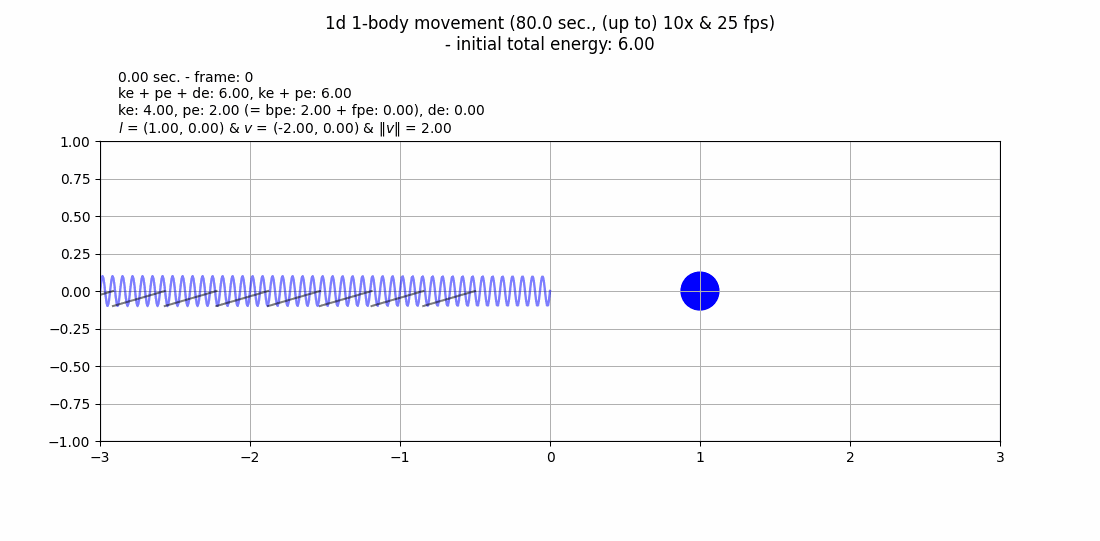 1d 1-body movement (80.0 sec., (up to) 10x & 25 fps)
- initial total energy: 6.00
0.00 sec. - frame: 0
ke + pe + de: 6.00, ke + pe: 6.00
ke: 4.00, pe: 2.00 (= bpe: 2.00 + fpe: 0.00), de: 0.00
l = (1.00, 0.00) & v = (-2.00, 0.00) & ‖v‖ = 2.00
1.00
0.75
0.50
0.25
0.00
−0.25
−0.50
−0.75
−1.00
−3 −2 −1 0 1 2 3